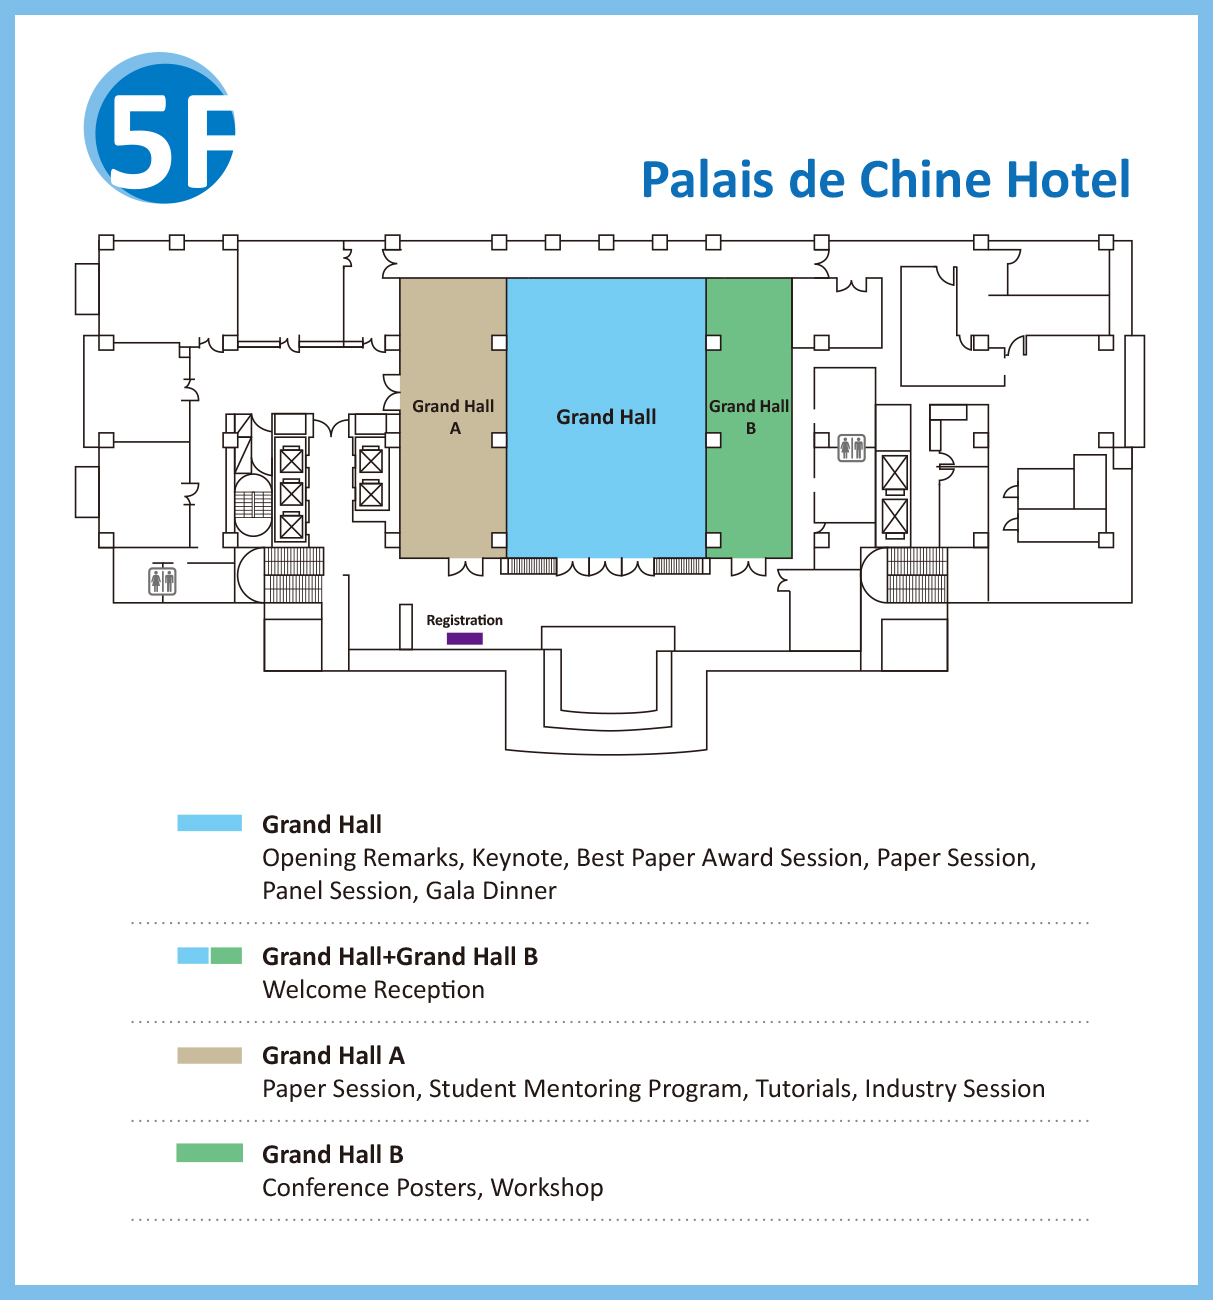 5F
Palais de Chine Hotel
Grand Hall
A
Grand Hall
Grand Hall
B
Registration
Grand Hall
Opening Remarks, Keynote, Best Paper Award Session, Paper Session,
Panel Session, Gala Dinner
Grand Hall+Grand Hall B
Welcome Reception
Grand Hall A
Paper Session, Student Mentoring Program, Tutorials, Industry Session
Grand Hall B
Conference Posters, Workshop